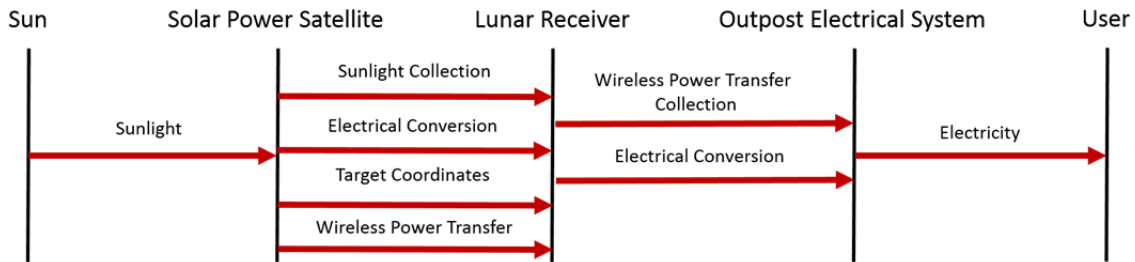 Sun
Solar Power Satellite
Lunar Receiver
Outpost Electrical System
User
Sunlight
Sunlight Collection
Electrical Conversion
Target Coordinates
Wireless Power Transfer
Wireless Power Transfer
Collection
Electrical Conversion
Electricity